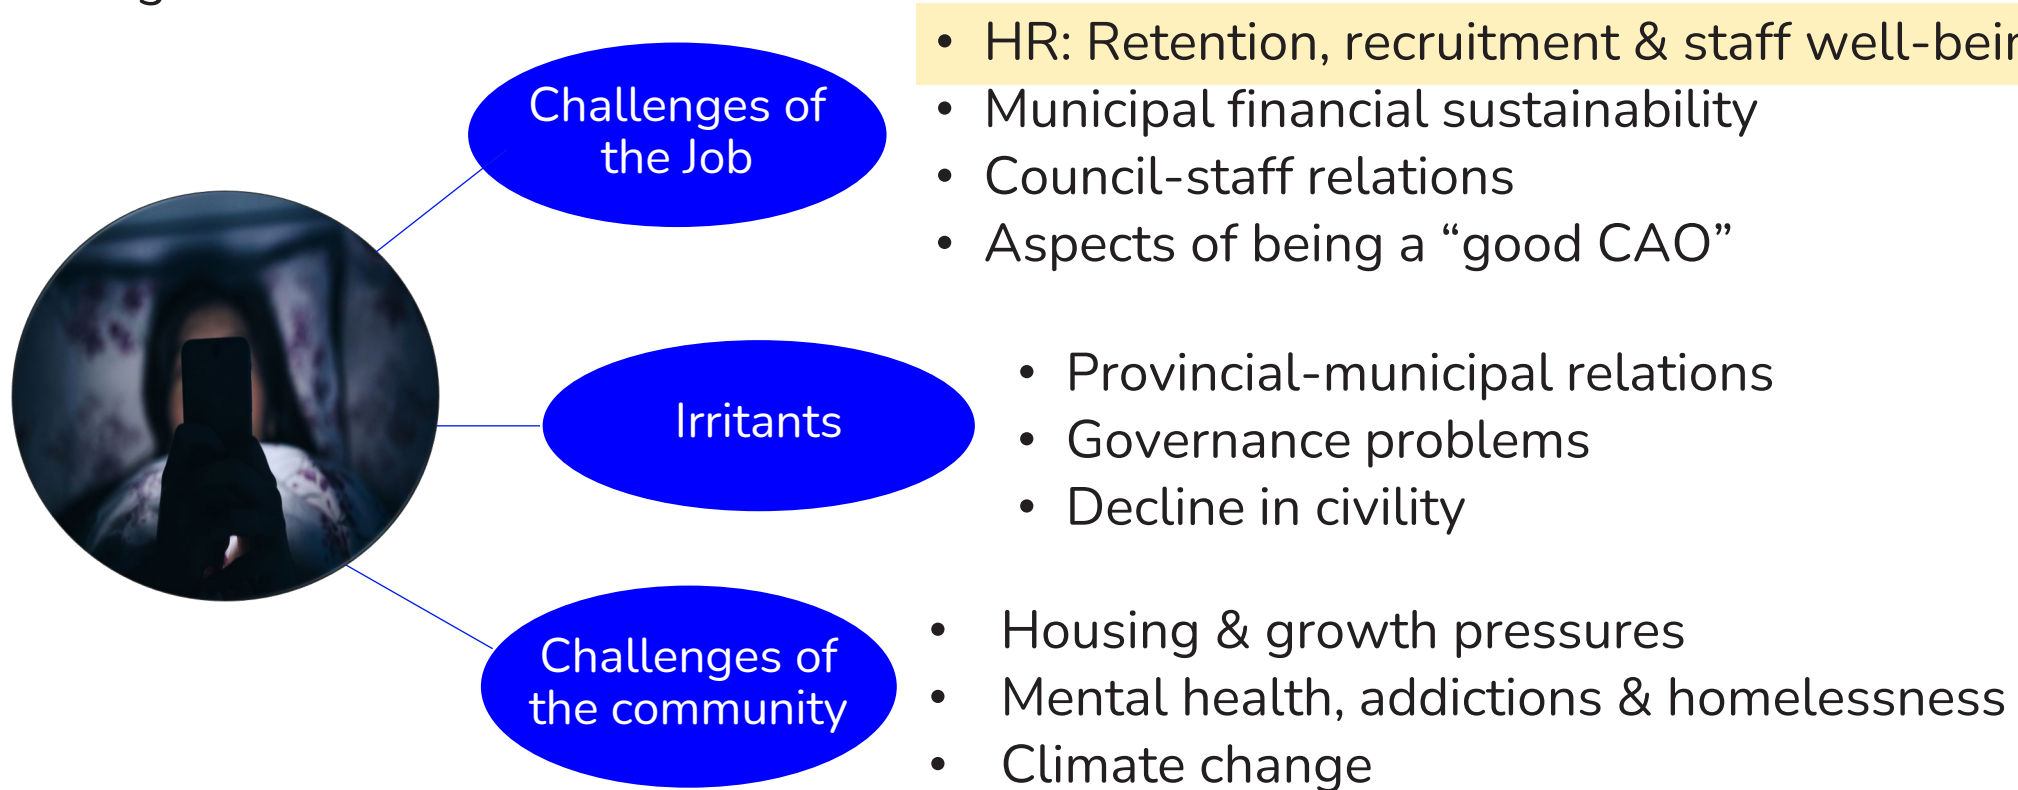 Challenges of
the Job
• HR: Retention, recruitment & staff well-bein
• Municipal financial sustainability
• Council-staff relations
• Aspects of being a “good CAO”
Irritants
• Provincial-municipal relations
• Governance problems
• Decline in civility
Challenges of
the community
• Housing & growth pressures
• Mental health, addictions & homelessness
• Climate change